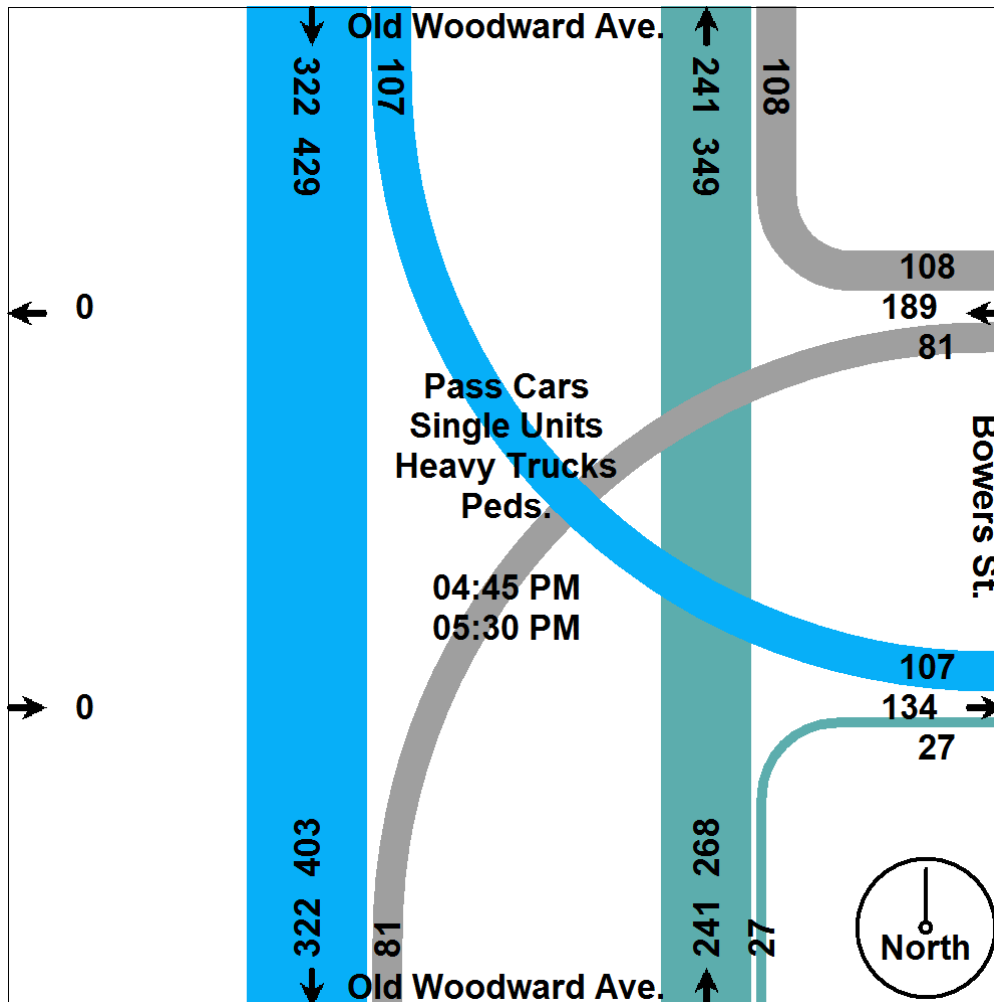 Old Woodward Ave.
322 429
107
241 349
108
108
189
81
0
Pass Cars
Single Units
Heavy Trucks
Peds.
Bowers St.
04:45 PM
05:30 PM
107
134
27
0
322 403
81
241 268
27
North
Old Woodward Ave.